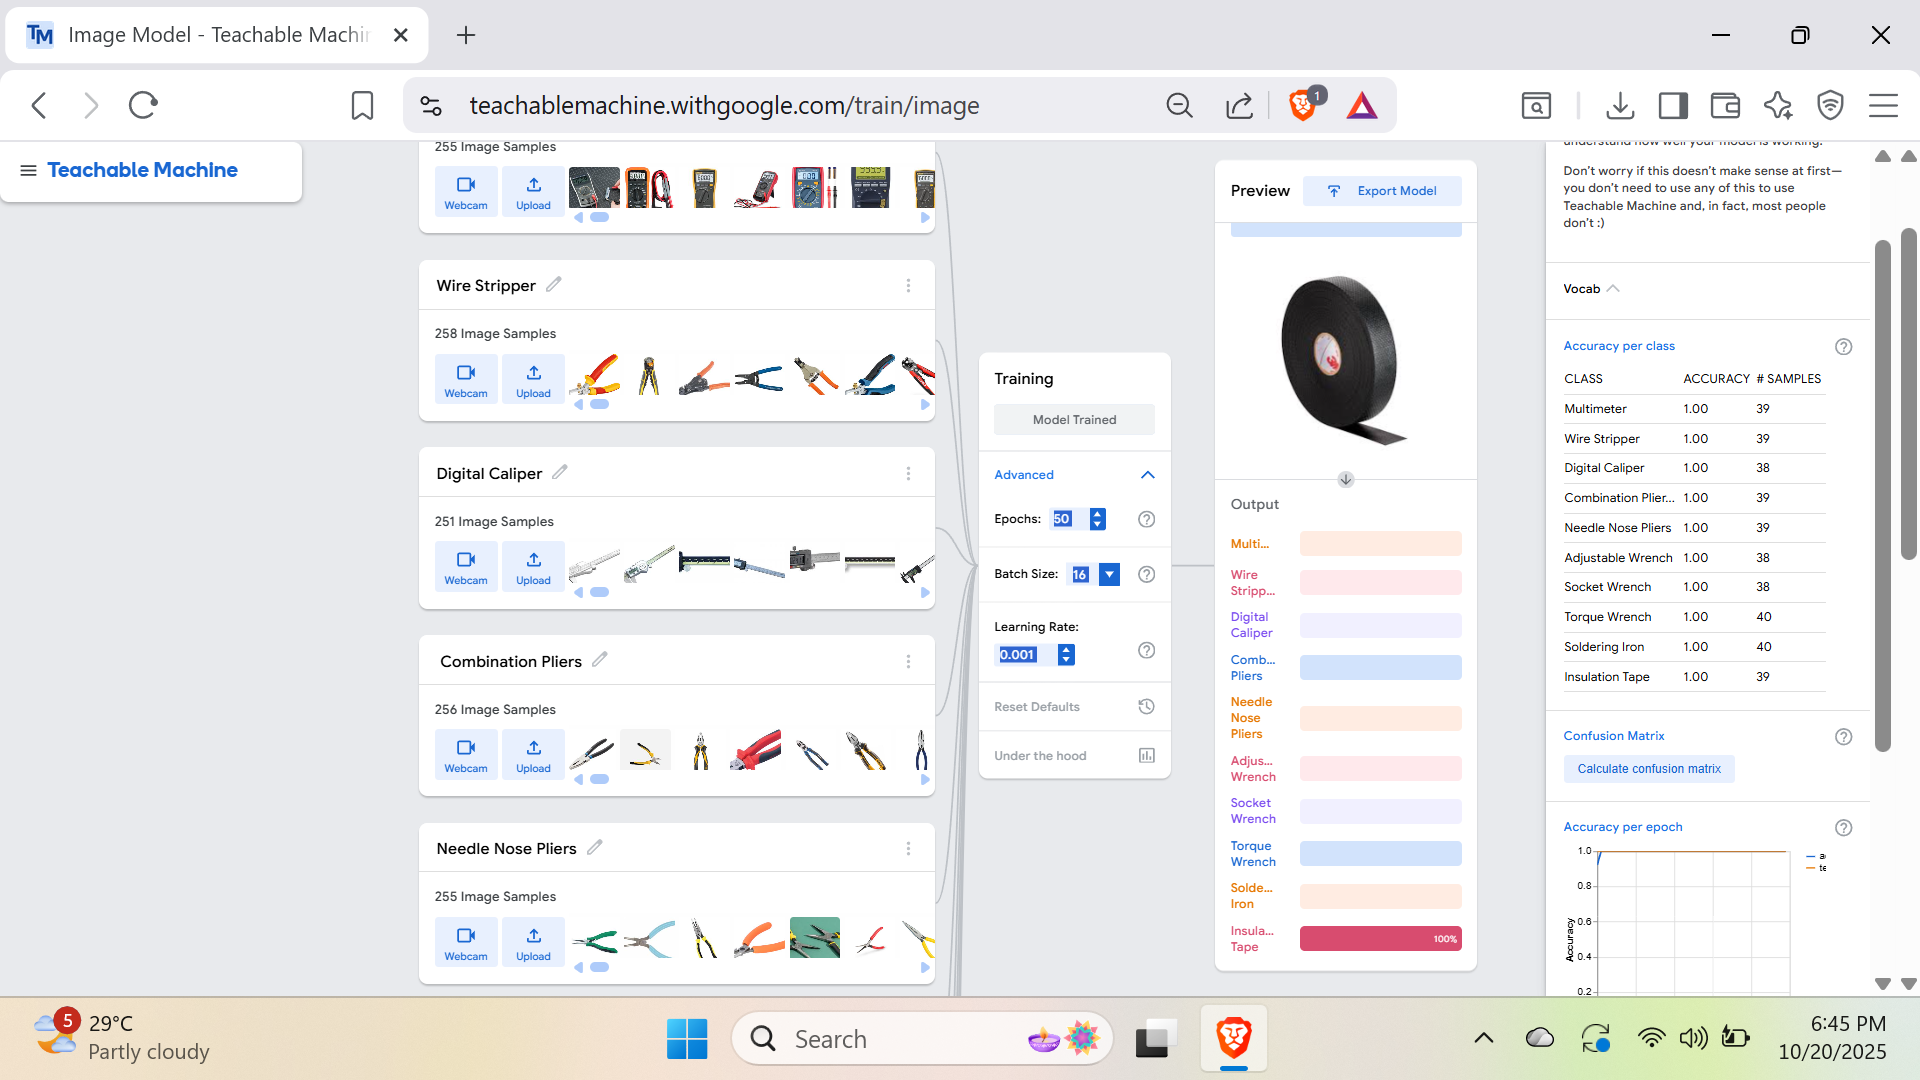 Image Model - Teachable Machin
teachablemachine.withgoogle.com/train/image
1
Teachable Machine
255 Image Samples
Webcam
Upload
Wire Stripper
258 Image Samples
Webcam
Upload
Digital Caliper
251 Image Samples
Webcam
Upload
Combination Pliers
256 Image Samples
Webcam
Upload
Needle Nose Pliers
255 Image Samples
Webcam
Upload
Training
Model Trained
Advanced
Epochs: 50
Batch Size: 16
Learning Rate:
0.001
Reset Defaults
Under the hood
Preview
Export Model
Output
Multi...
Wire
Stripp...
Digital
Caliper
Comb...
Pliers
Needle
Nose
Pliers
Adjus...
Wrench
Socket
Wrench
Torque
Wrench
Solde...
Iron
Insula...
Tape
100%
understand how well your model is working.
Don't worry if this doesn't make sense at first—
you don't need to use any of this to use
Teachable Machine and, in fact, most people
don't :)
Vocab
Accuracy per class
CLASS ACCURACY # SAMPLES
Multimeter 1.00 39
Wire Stripper 1.00 39
Digital Caliper 1.00 38
Combination Plier... 1.00 39
Needle Nose Pliers 1.00 39
Adjustable Wrench 1.00 38
Socket Wrench 1.00 38
Torque Wrench 1.00 40
Soldering Iron 1.00 40
Insulation Tape 1.00 39
Confusion Matrix
Calculate confusion matrix
Accuracy per epoch
1.0
0.8
0.6
0.4
0.2
Accuracy
5
29°C
Partly cloudy
Search
6:45 PM
10/20/2025